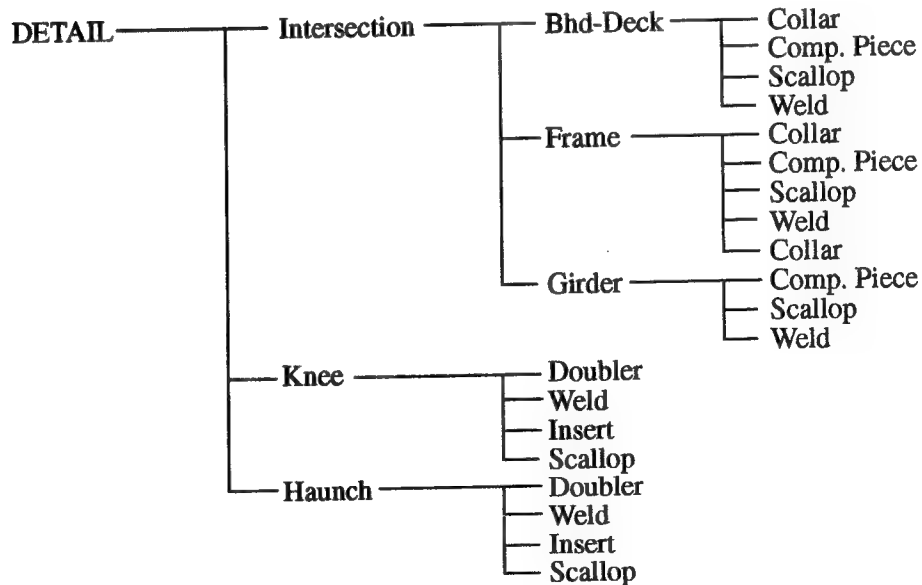 DETAIL Intersection Bhd-Deck Collar
Comp. Piece
Scallop
Weld
Frame Collar
Comp. Piece
Scallop
Weld
Collar
Girder Comp. Piece
Scallop
Weld
Knee Doubler
Weld
Insert
Scallop
Haunch Doubler
Weld
Insert
Scallop